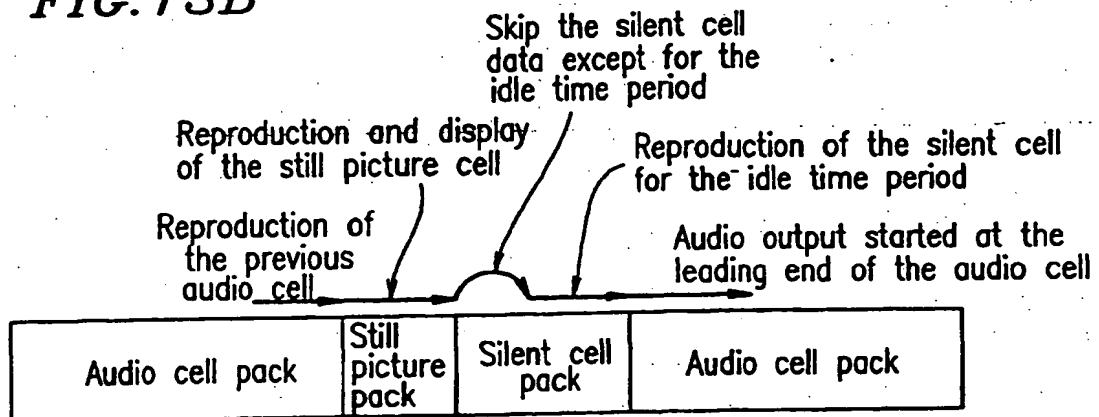 FIG. 73B
Skip the silent cell
data except for the
idle time period
Reproduction and display
of the still picture cell
Reproduction of the silent cell
for the idle time period
Reproduction of
the previous
audio cell
Audio output started at the
leading end of the audio cell
Audio cell pack
Still
picture
pack
Silent cell
pack
Audio cell pack